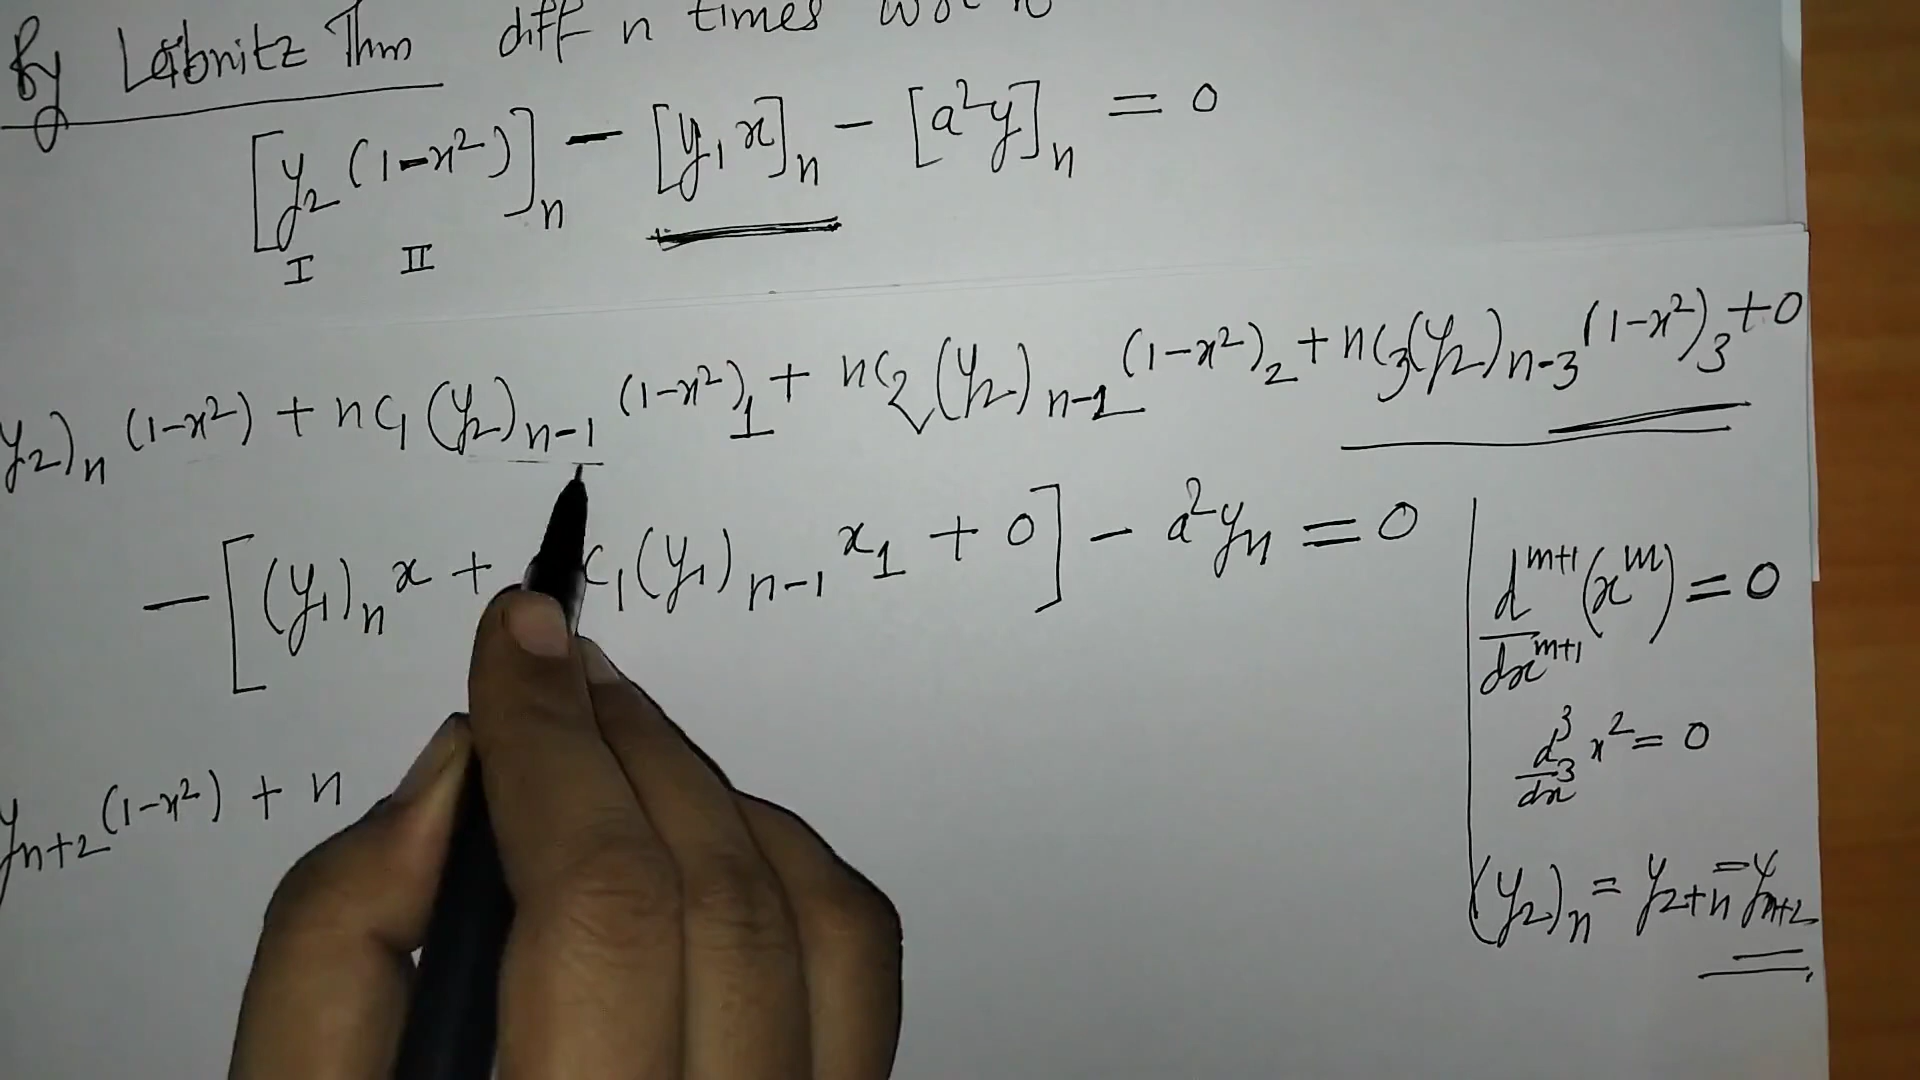 By Leibnitz Thm diff n times
[y₂ (1-x²)]ₙ - [y₁ x]ₙ - [a²y]ₙ = 0
I II
y₂)ₙ (1-x²) + nC₁ (y₂)ₙ₋₁ (1-x²)₁ + nC₂ (y₂)ₙ₋₂ (1-x²)₂ + nC₃(y₂)ₙ₋₃ (1-x²)₃ + 0
- [(y₁)ₙ x + C₁(y₁)ₙ₋₁ x₁ + 0] - a²yₙ = 0
yₙ₊₂ (1-x²) + n
d^(m+1)/dx^(m+1) (x^m) = 0
d³/dx³ x² = 0
(y₂)ₙ = y₂₊ₙ = yₙ₊₂